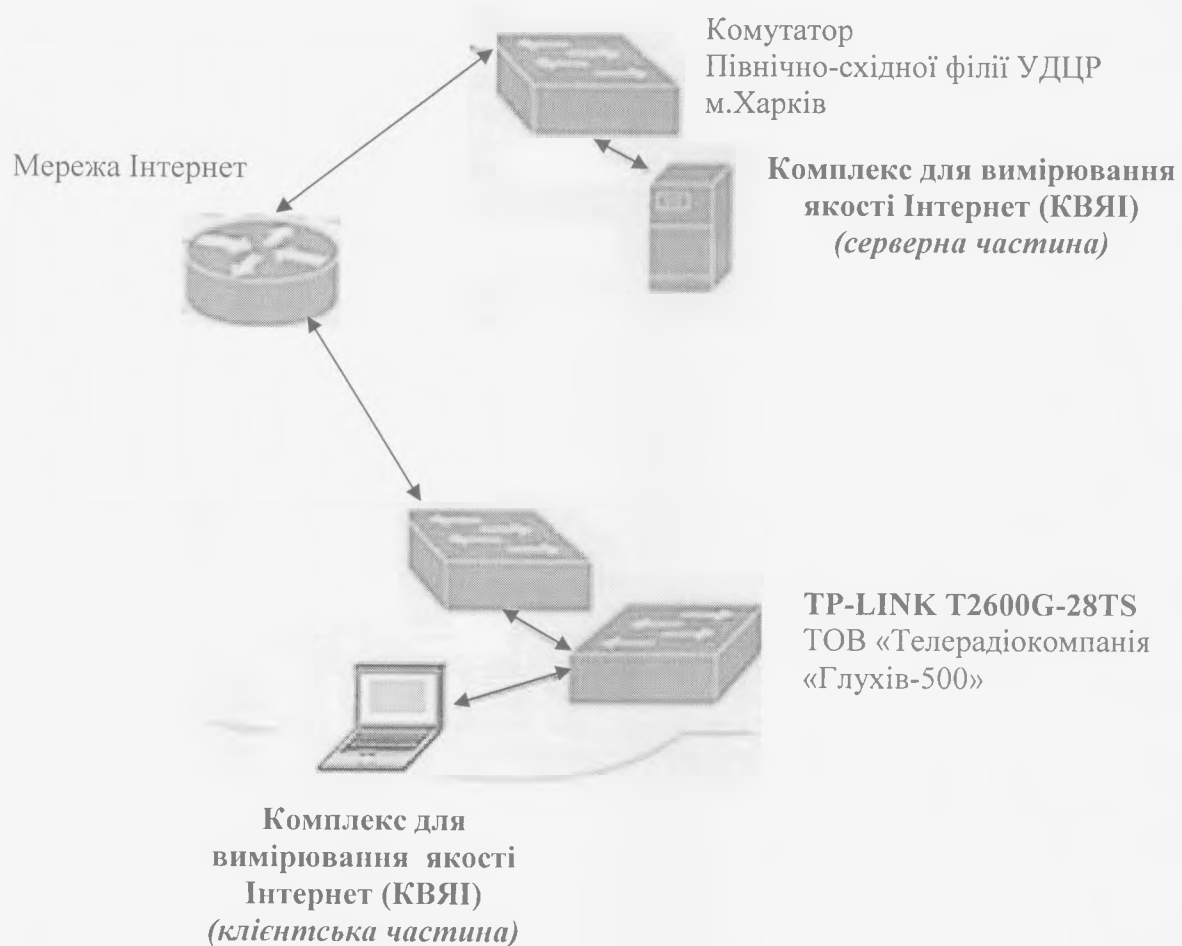 Комутатор
Північно-східної філії УДЦР
м.Харків
Мережа Інтернет
Комплекс для вимірювання
якості Інтернет (КВЯІ)
(серверна частина)
TP-LINK T2600G-28TS
ТОВ «Телерадіокомпанія
«Глухів-500»
Комплекс для
вимірювання якості
Інтернет (КВЯІ)
(клієнтська частина)